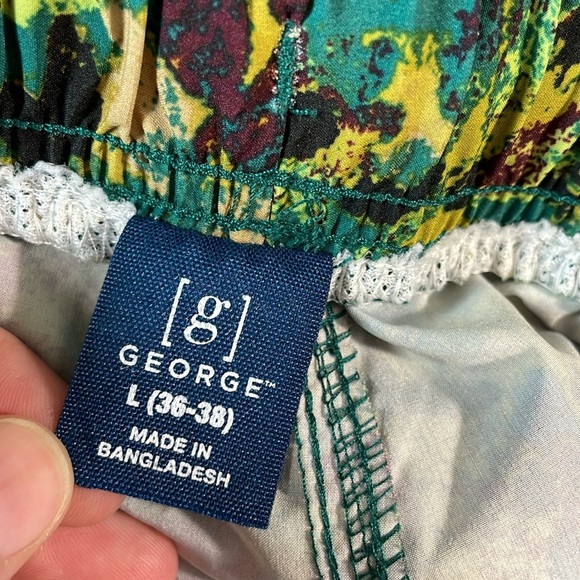 [g]
GEORGE™
L (36-38)
MADE IN
BANGLADESH